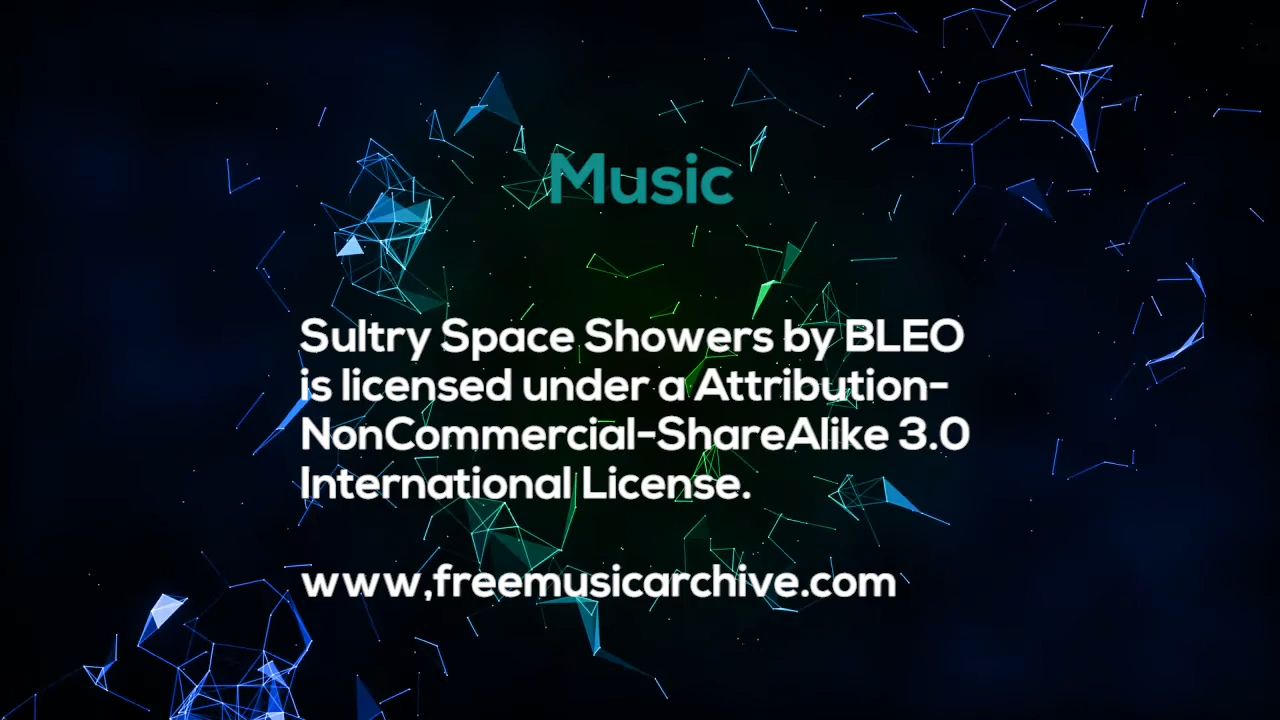 Music
Sultry Space Showers by BLEO
is licensed under a Attribution-
NonCommercial-ShareAlike 3.0
International License.
www,freemusicarchive.com